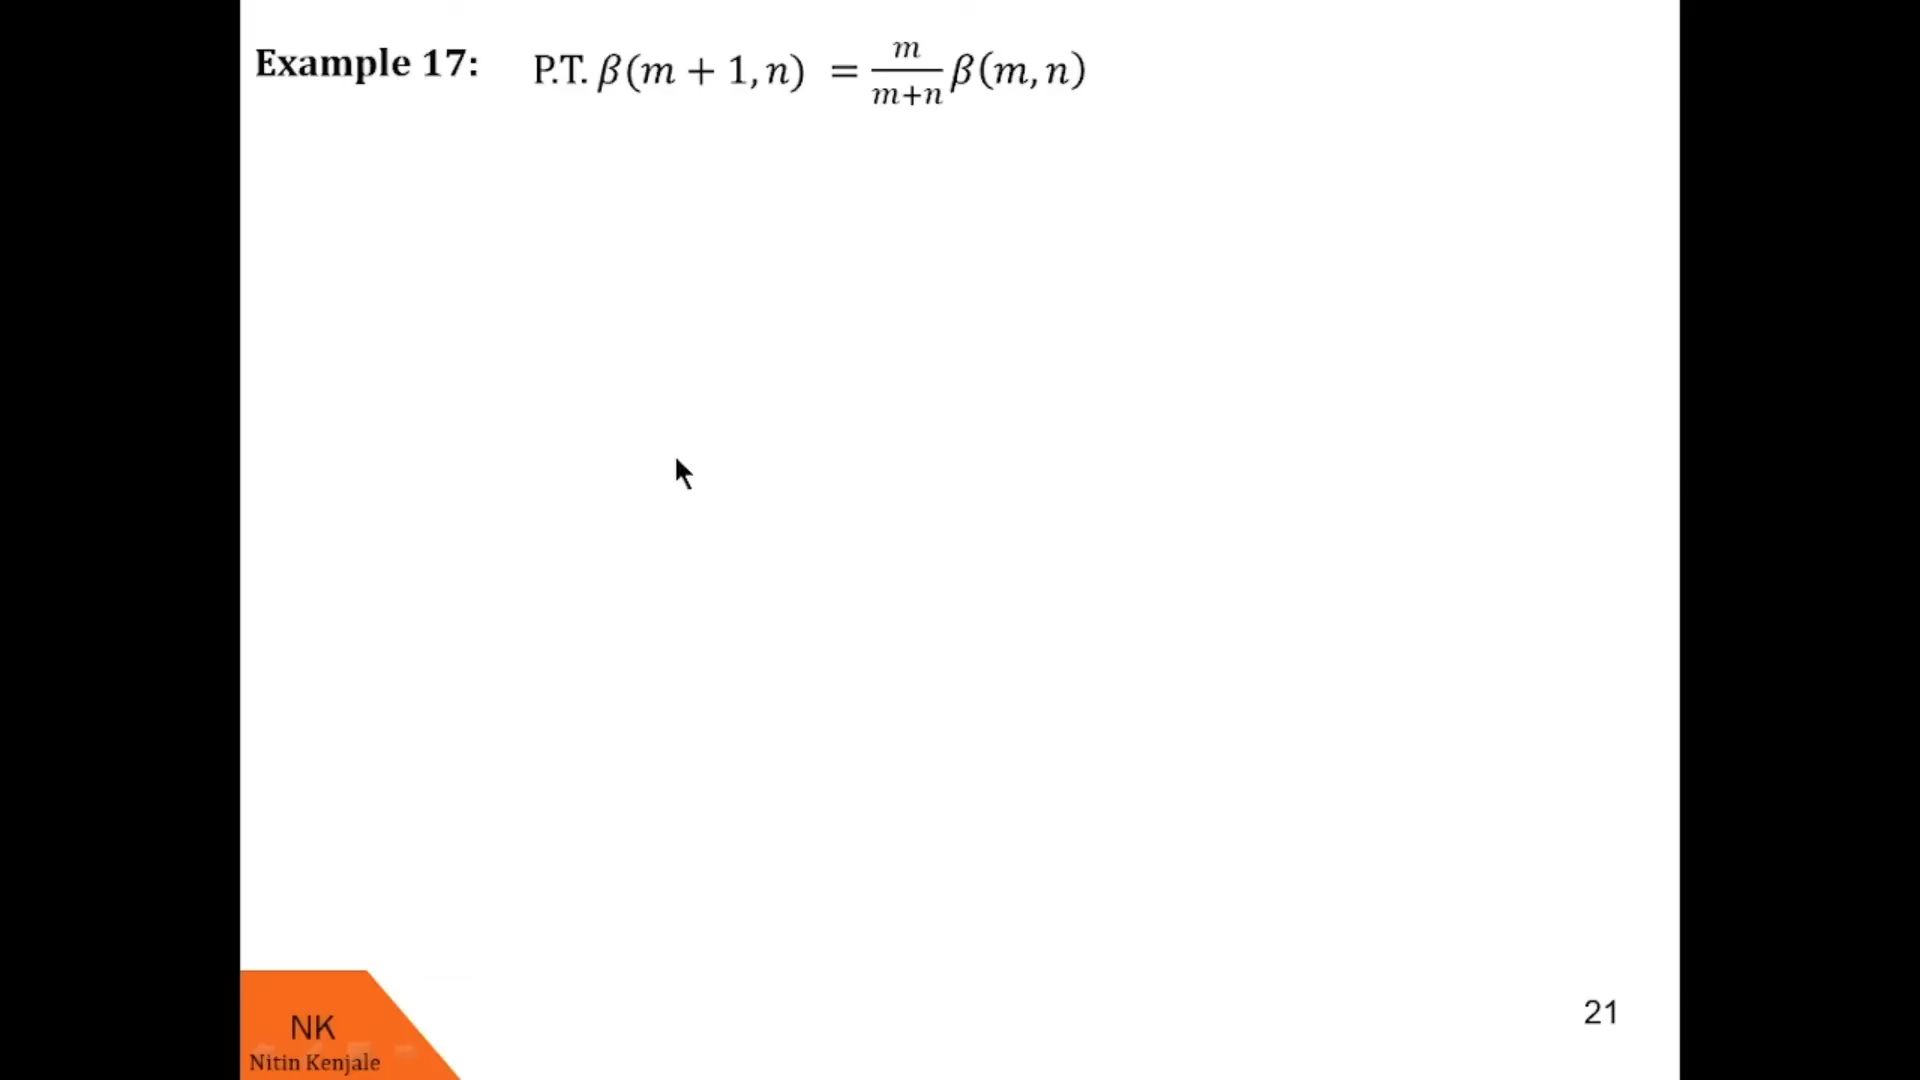 Example 17: P.T. β(m + 1, n) = m/(m+n) β(m, n)
NK
Nitin Kenjale
21